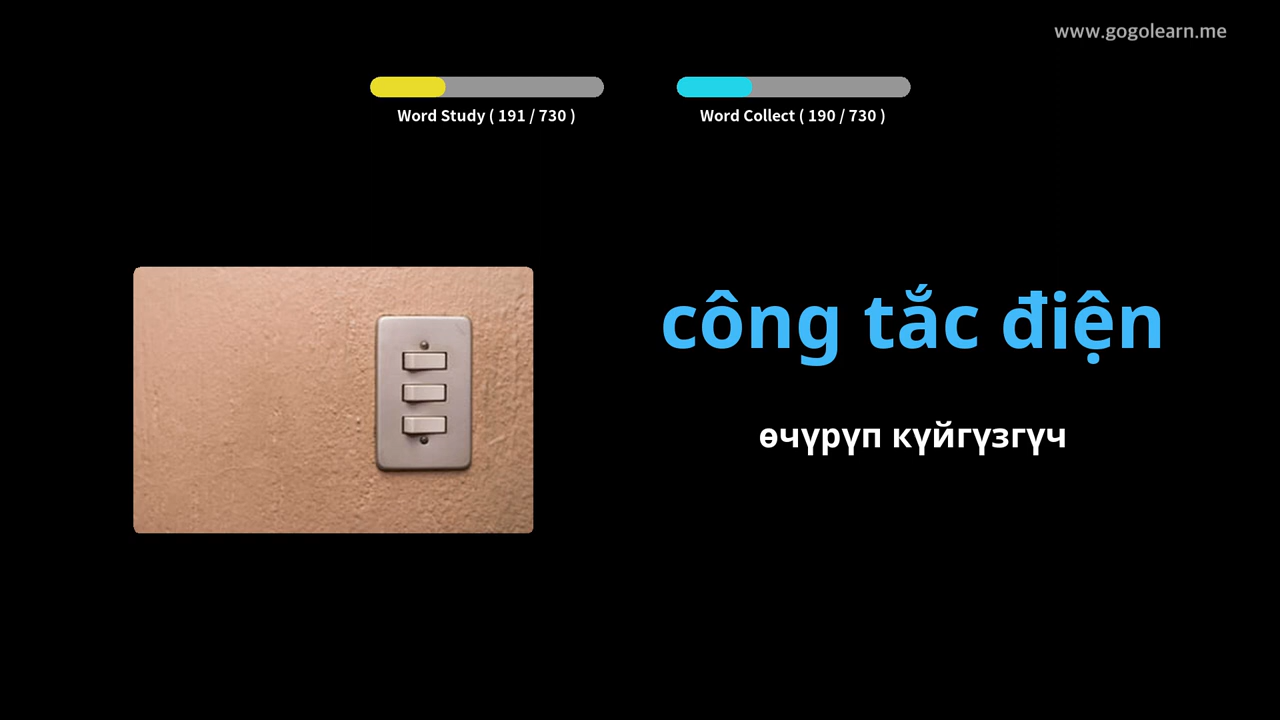 www.gogolearn.me
Word Study ( 191 / 730 )
Word Collect ( 190 / 730 )
công tắc điện
өчүрүп күйгүзгүч